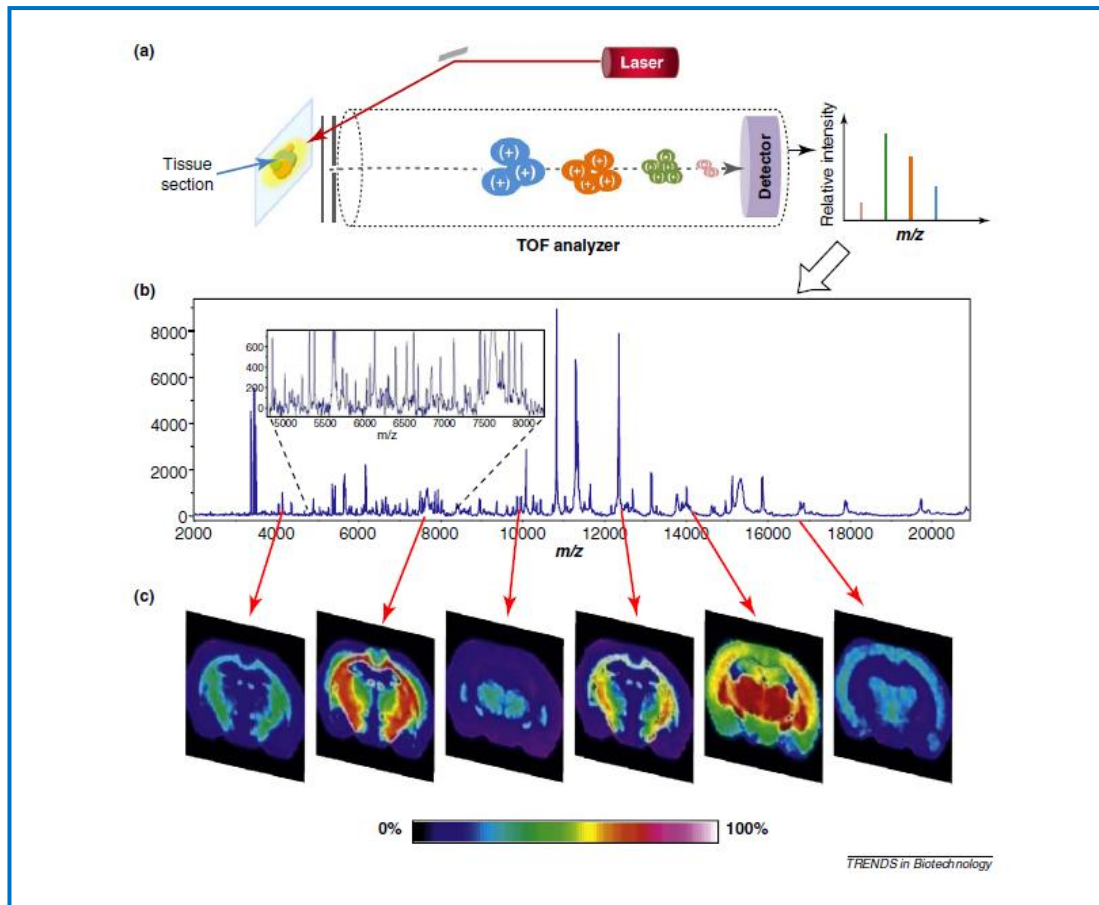 (a)
Laser
Tissue
section
(+)
(+) (+)
(+)
(+) (+)
(+)
Detector
TOF analyzer
Relative intensity
m/z
(b)
8000
6000
4000
2000
0
600
400
200
0
5000 5500 6000 6500 7000 7500 8000
m/z
2000 4000 6000 8000 10000 12000 14000 16000 18000 20000
m/z
(c)
0% 100%
TRENDS in Biotechnology